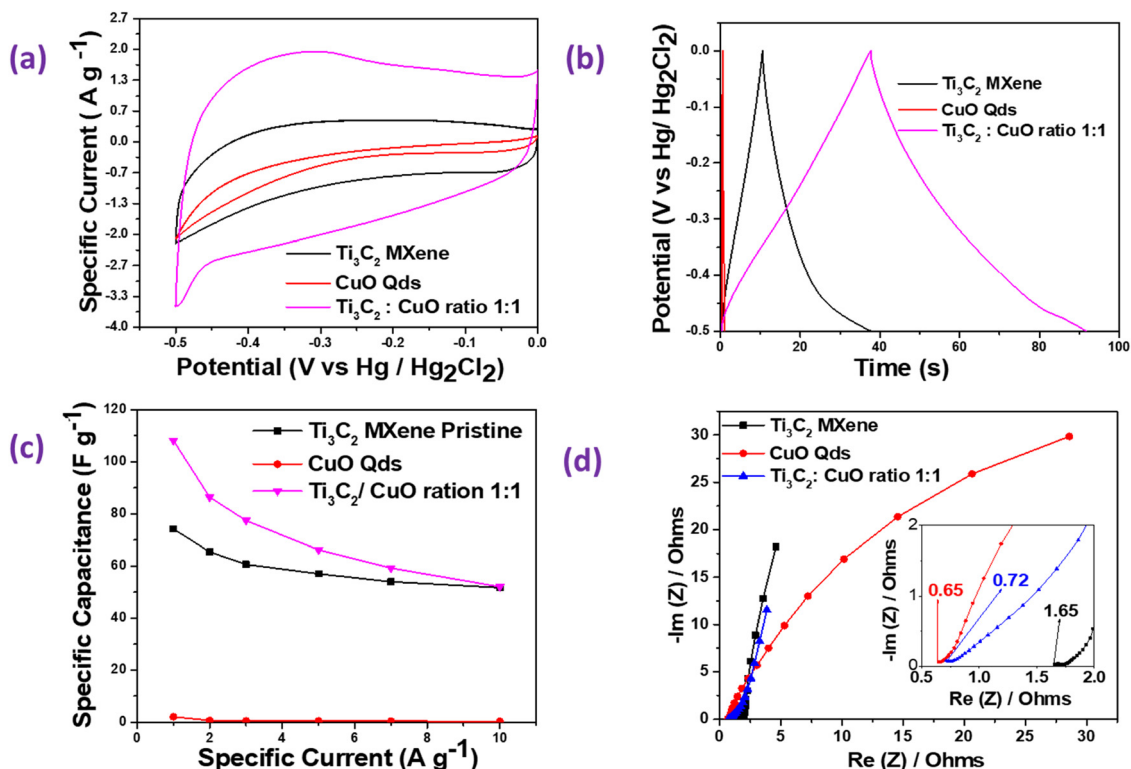 (a)
Specific Current ( A g⁻¹)
2.7
2.0
1.3
0.7
0.0
-0.7
-1.3
-2.0
-2.7
-3.3
-4.0
Ti₃C₂ MXene
CuO Qds
Ti₃C₂ : CuO ratio 1:1
-0.5 -0.4 -0.3 -0.2 -0.1 0.0
Potential (V vs Hg / Hg₂Cl₂)
(b)
Potential (V vs Hg/ Hg₂Cl₂)
0.0
-0.1
-0.2
-0.3
-0.4
-0.5
Ti₃C₂ MXene
CuO Qds
Ti₃C₂ : CuO ratio 1:1
0 20 40 60 80 100
Time (s)
(c)
Specific Capacitance (F g⁻¹)
120
100
80
60
40
20
0
Ti₃C₂ MXene Pristine
CuO Qds
Ti₃C₂/ CuO ration 1:1
0 2 4 6 8 10
Specific Current (A g⁻¹)
(d)
-Im (Z) / Ohms
30
25
20
15
10
5
0
Ti₃C₂ MXene
CuO Qds
Ti₃C₂: CuO ratio 1:1
-Im (Z) / Ohms
2
1
0
0.65
0.72
1.65
0.5 1.0 1.5 2.0
Re (Z) / Ohms
0 5 10 15 20 25 30
Re (Z) / Ohms